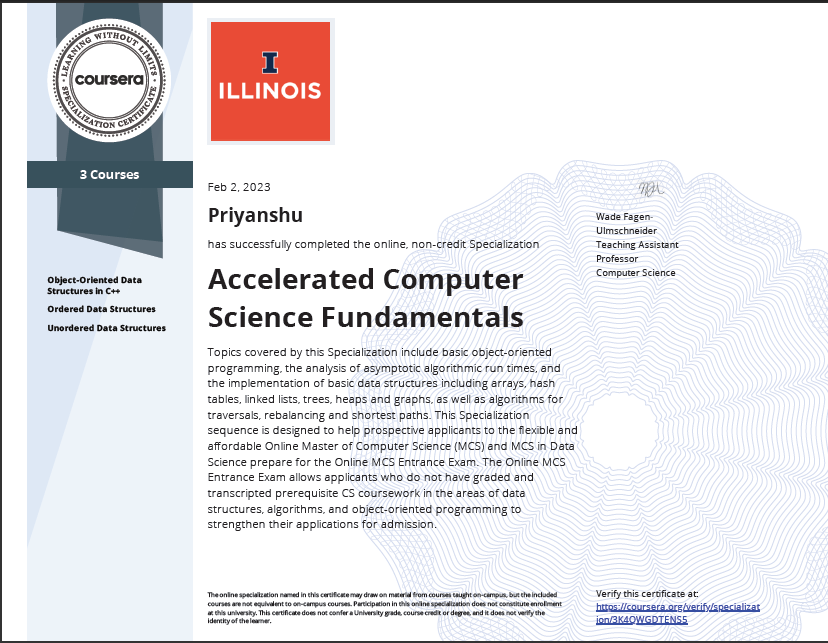 LEARNING WITHOUT LIMITS
coursera
SPECIALIZATION CERTIFICATE
3 Courses
Object-Oriented Data
Structures in C++
Ordered Data Structures
Unordered Data Structures
I
ILLINOIS
Feb 2, 2023
Priyanshu
has successfully completed the online, non-credit Specialization
Accelerated Computer
Science Fundamentals
Topics covered by this Specialization include basic object-oriented
programming, the analysis of asymptotic algorithmic run times, and
the implementation of basic data structures including arrays, hash
tables, linked lists, trees, heaps and graphs, as well as algorithms for
traversals, rebalancing and shortest paths. This Specialization
sequence is designed to help prospective applicants to the flexible and
affordable Online Master of Computer Science (MCS) and MCS in Data
Science prepare for the Online MCS Entrance Exam. The Online MCS
Entrance Exam allows applicants who do not have graded and
transcripted prerequisite CS coursework in the areas of data
structures, algorithms, and object-oriented programming to
strengthen their applications for admission.
Wade Fagen-
Ulmschneider
Teaching Assistant
Professor
Computer Science
The online specialization named in this certificate may draw on material from courses taught on-campus, but the included
courses are not equivalent to on-campus courses. Participation in this online specialization does not constitute enrollment
at this university. This certificate does not confer a University grade, course credit or degree, and it does not verify the
identity of the learner.
Verify this certificate at:
https://coursera.org/verify/specializat
ion/3K4QWGDTENS5